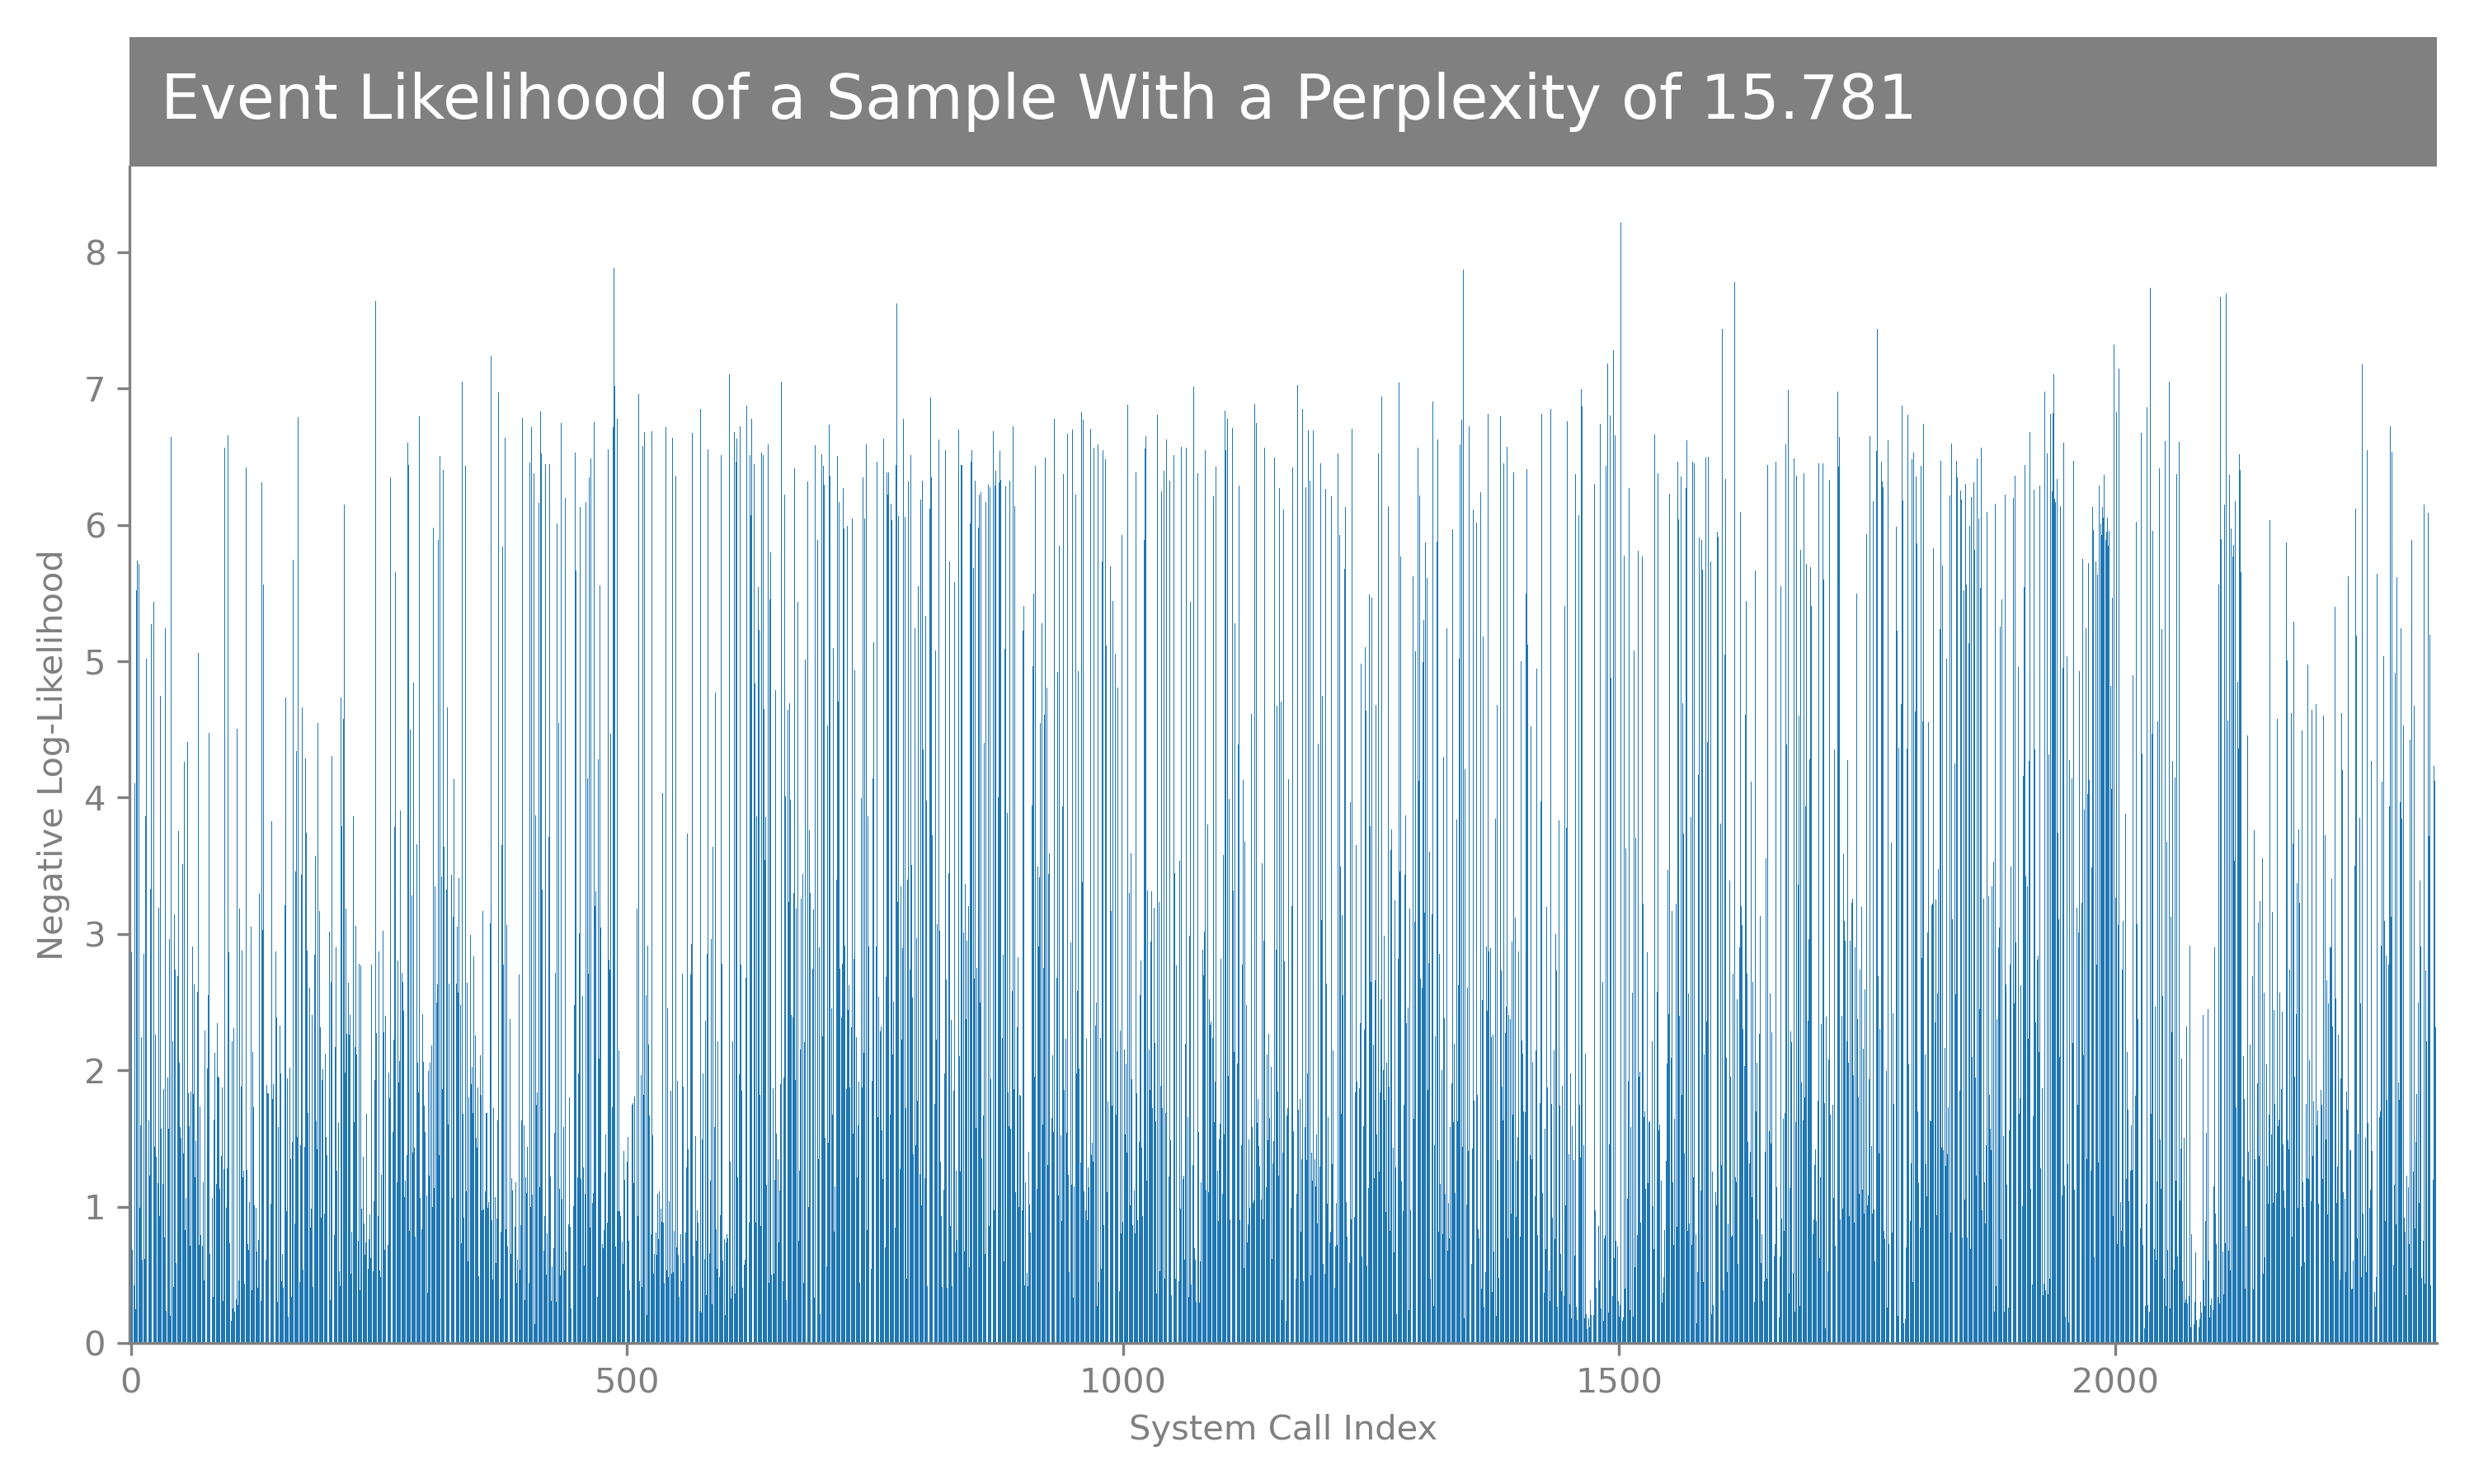 Event Likelihood of a Sample With a Perplexity of 15.781
8
7
6
5
4
3
2
1
0
Negative Log-Likelihood
0 500 1000 1500 2000
System Call Index